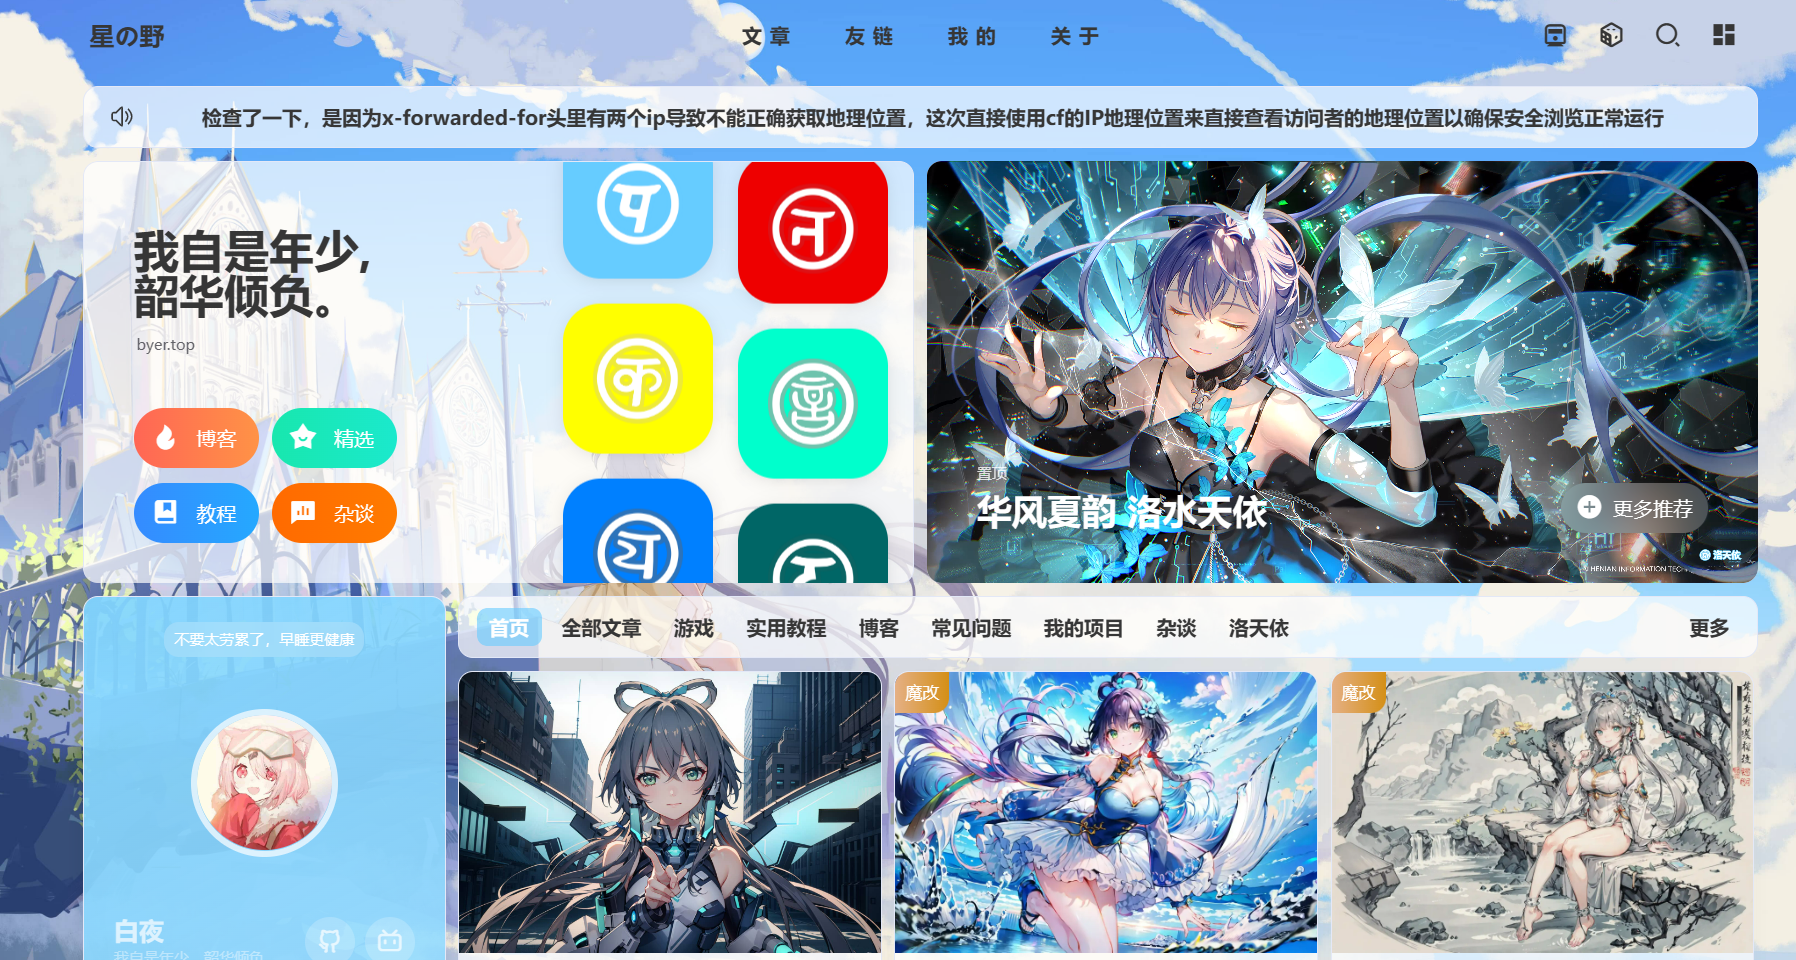 星の野
文章 友链 我的 关于
检查了一下，是因为x-forwarded-for头里有两个ip导致不能正确获取地理位置，这次直接使用cf的IP地理位置来直接查看访问者的地理位置以确保安全浏览正常运行
我自是年少，
韶华倾负。
byer.top
博客 精选
教程 杂谈
置顶
华风夏韵 洛水天依
更多推荐
洛天依
HENIAN INFORMATION TEC
首页 全部文章 游戏 实用教程 博客 常见问题 我的项目 杂谈 洛天依 更多
不要太劳累了，早睡更健康
魔改
魔改
白夜
我自是年少，韶华倾负